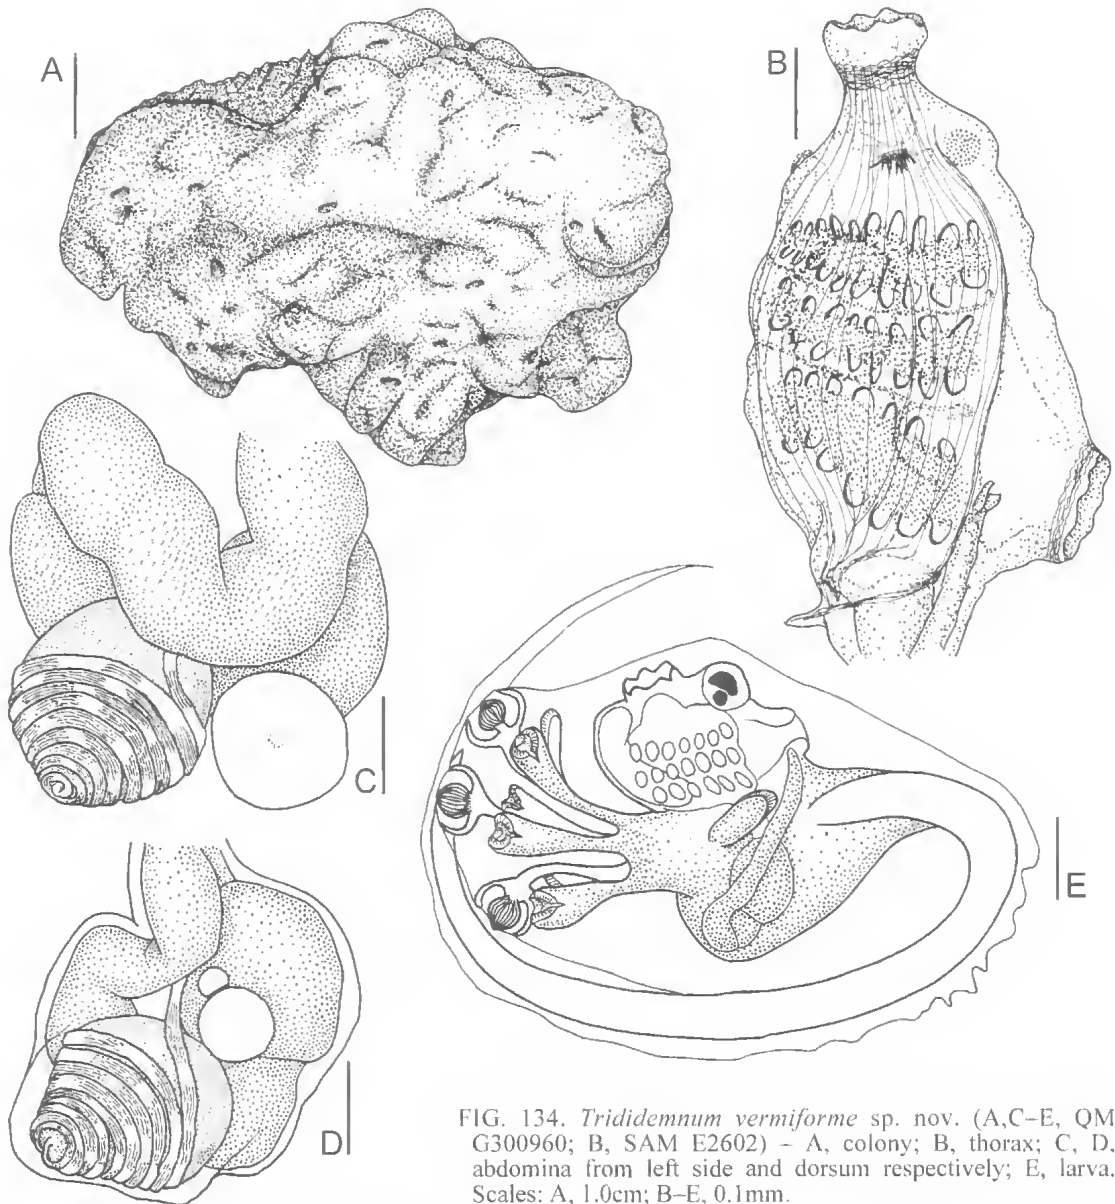 A
B
C
D
E
FIG. 134. Trididemnum vermiforme sp. nov. (A,C–E, QM
G300960; B, SAM E2602) – A, colony; B, thorax; C, D,
abdomina from left side and dorsum respectively; E, larva.
Scales: A, 1.0cm; B–E, 0.1mm.